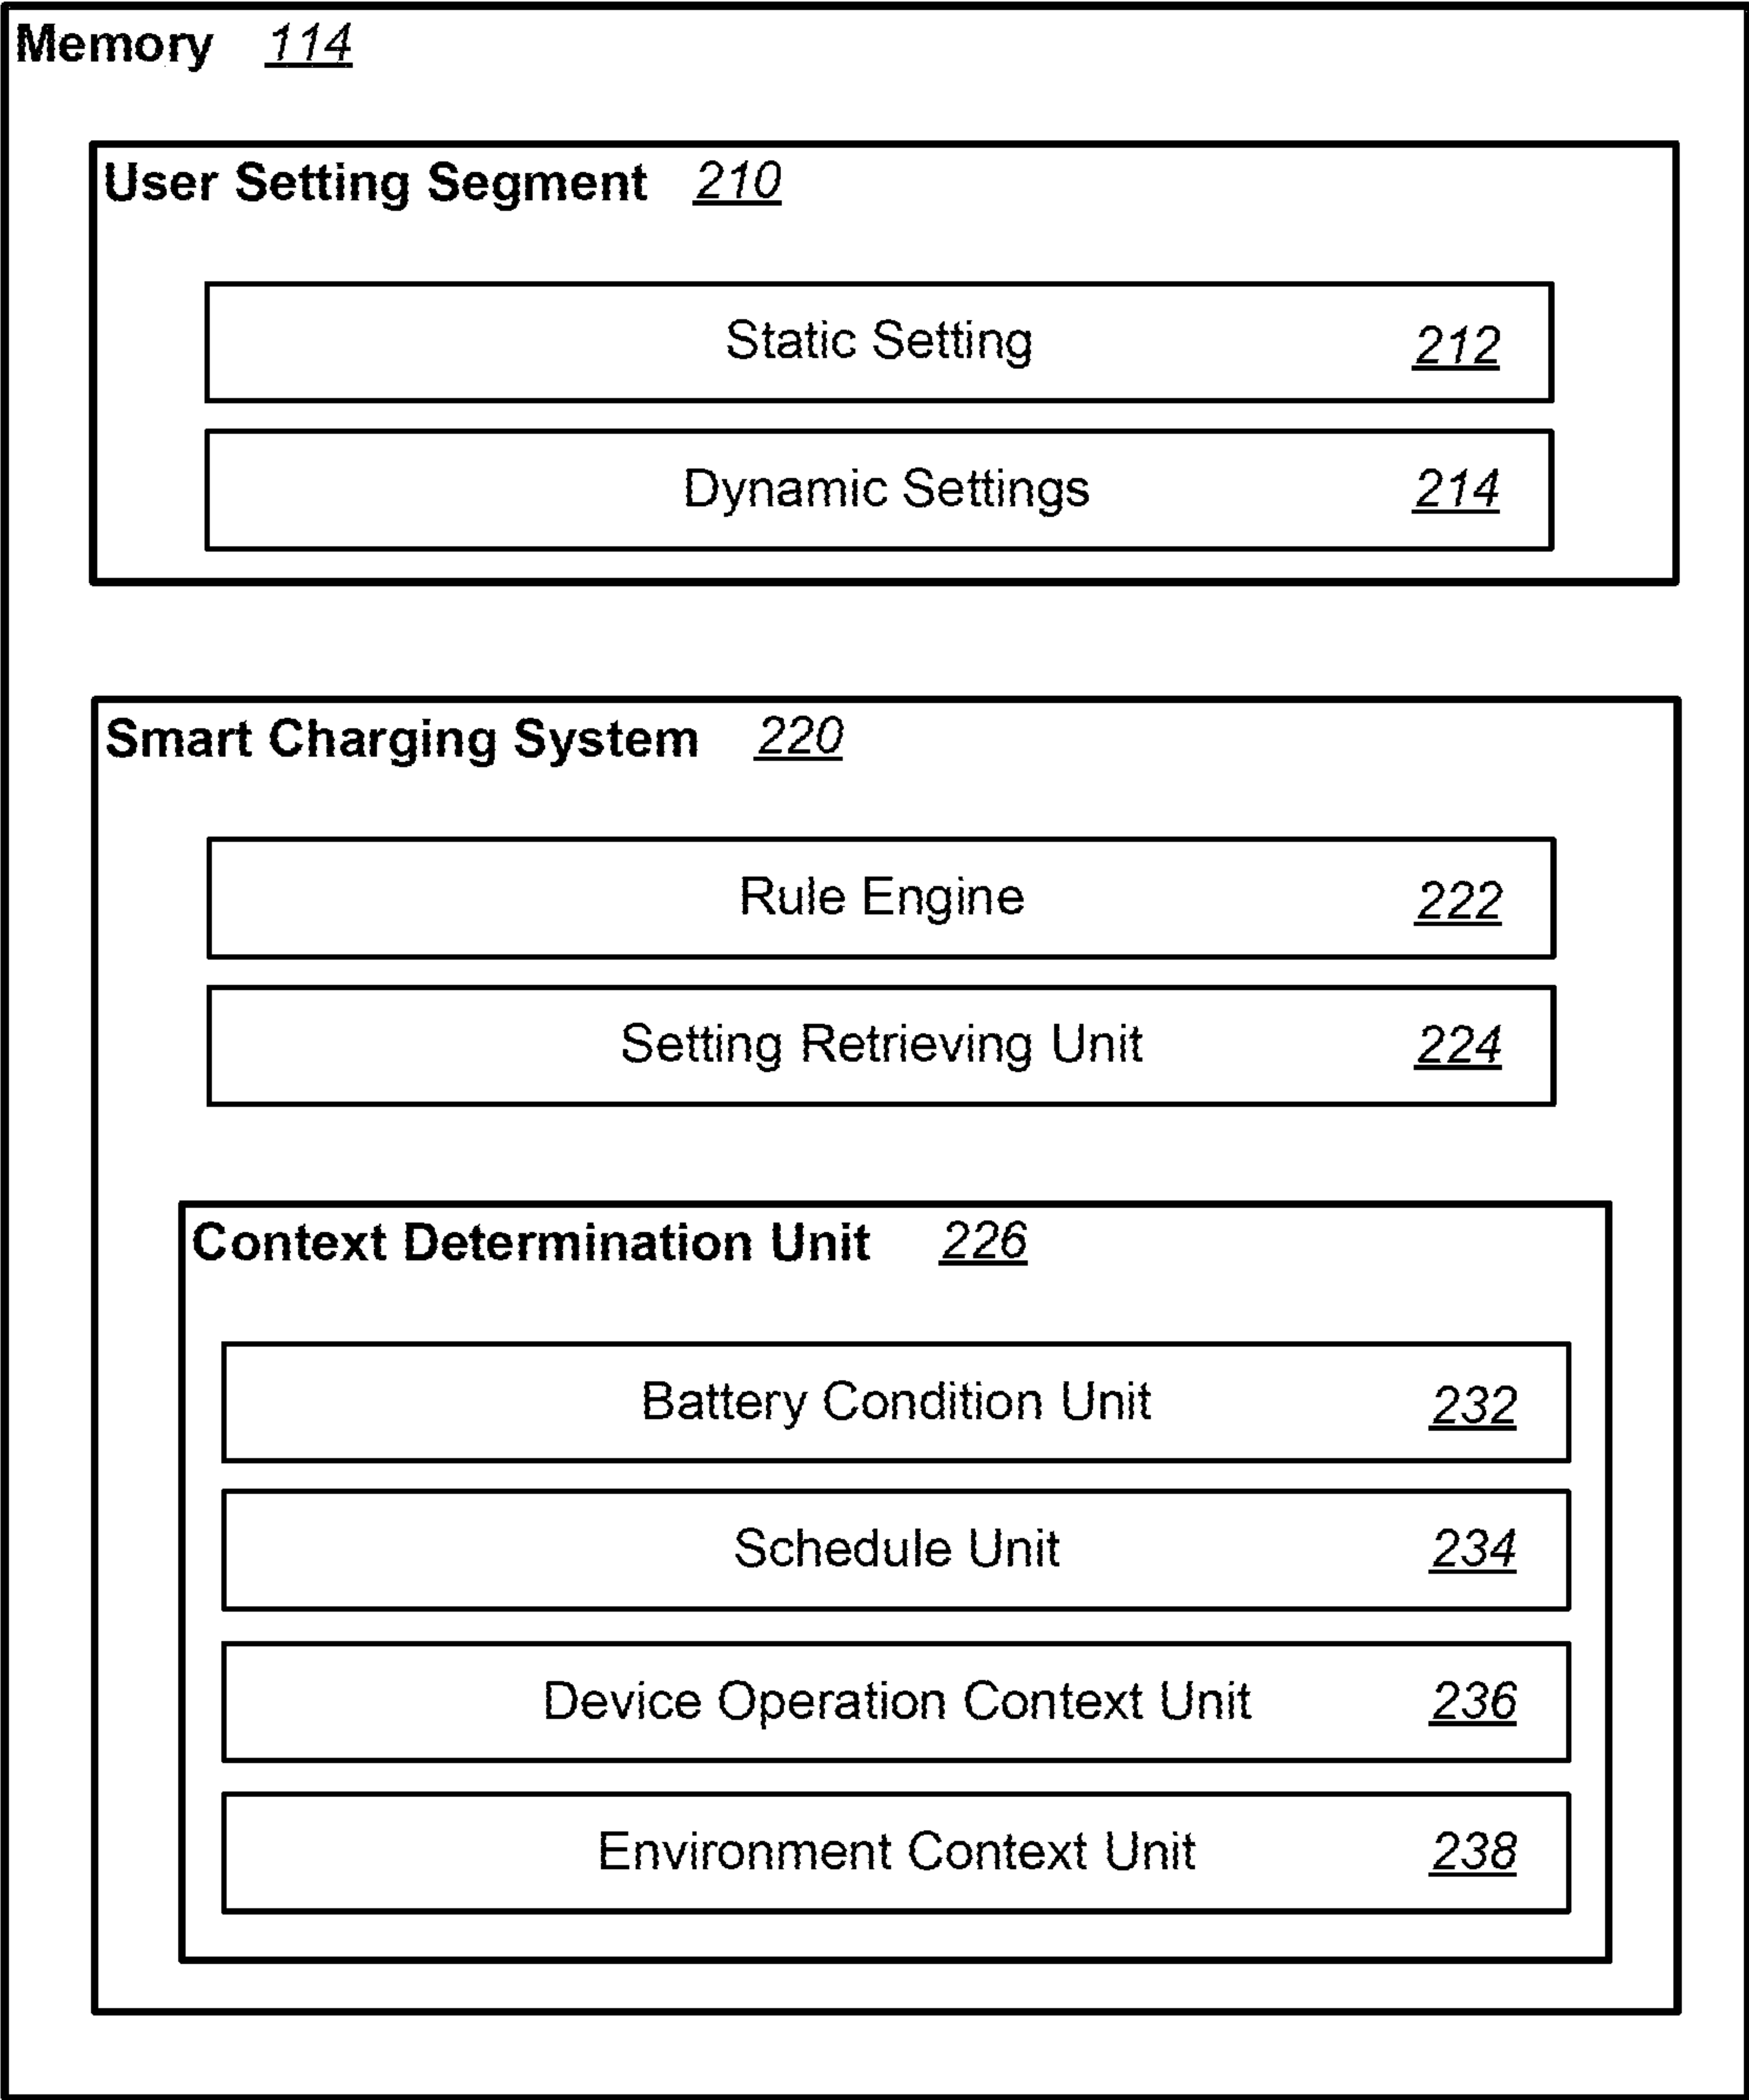 Memory 114
User Setting Segment 210
Static Setting 212
Dynamic Settings 214
Smart Charging System 220
Rule Engine 222
Setting Retrieving Unit 224
Context Determination Unit 226
Battery Condition Unit 232
Schedule Unit 234
Device Operation Context Unit 236
Environment Context Unit 238